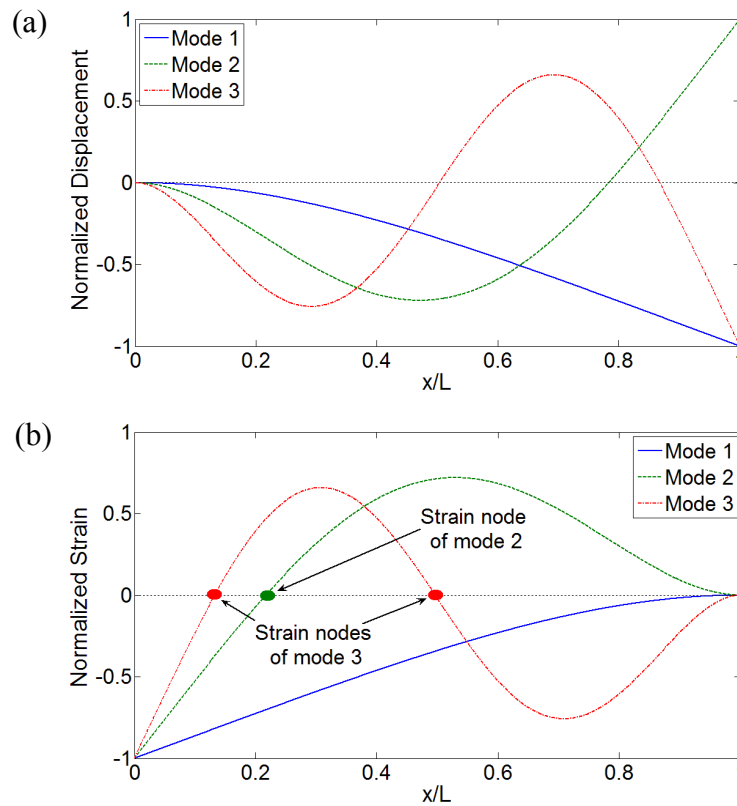 (a)
1
0.5
0
-0.5
-1
Normalized Displacement
Mode 1
Mode 2
Mode 3
0
0.2
0.4
0.6
0.8
x/L
(b)
1
0.5
0
-0.5
-1
Normalized Strain
Mode 1
Mode 2
Mode 3
Strain node
of mode 2
Strain nodes
of mode 3
0
0.2
0.4
0.6
0.8
x/L